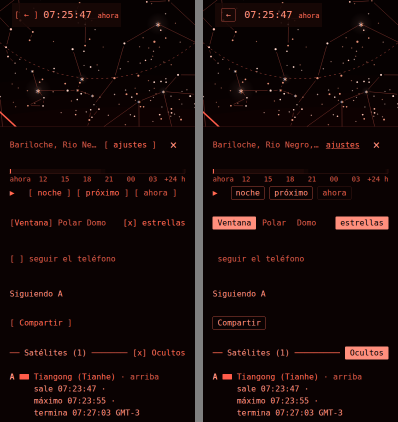 [ ← ] 07:25:47 ahora
Bariloche, Río Ne… [ ajustes ] ×
ahora 12 15 18 21 00 03 +24 h
▶ [ noche ] [ próximo ] [ ahora ]
[Ventana] Polar Domo [x] estrellas
[ ] seguir el teléfono
Siguiendo A
[ Compartir ]
Satélites (1) [x] Ocultos
A Tiangong (Tianhe) · arriba
sale 07:23:47 ·
máximo 07:23:55 ·
termina 07:27:03 GMT-3
← 07:25:47 ahora
Bariloche, Río Negro,… ajustes ×
ahora 12 15 18 21 00 03 +24 h
▶ noche próximo ahora
Ventana Polar Domo estrellas
seguir el teléfono
Siguiendo A
Compartir
Satélites (1) Ocultos
A Tiangong (Tianhe) · arriba
sale 07:23:47 ·
máximo 07:23:55 ·
termina 07:27:03 GMT-3